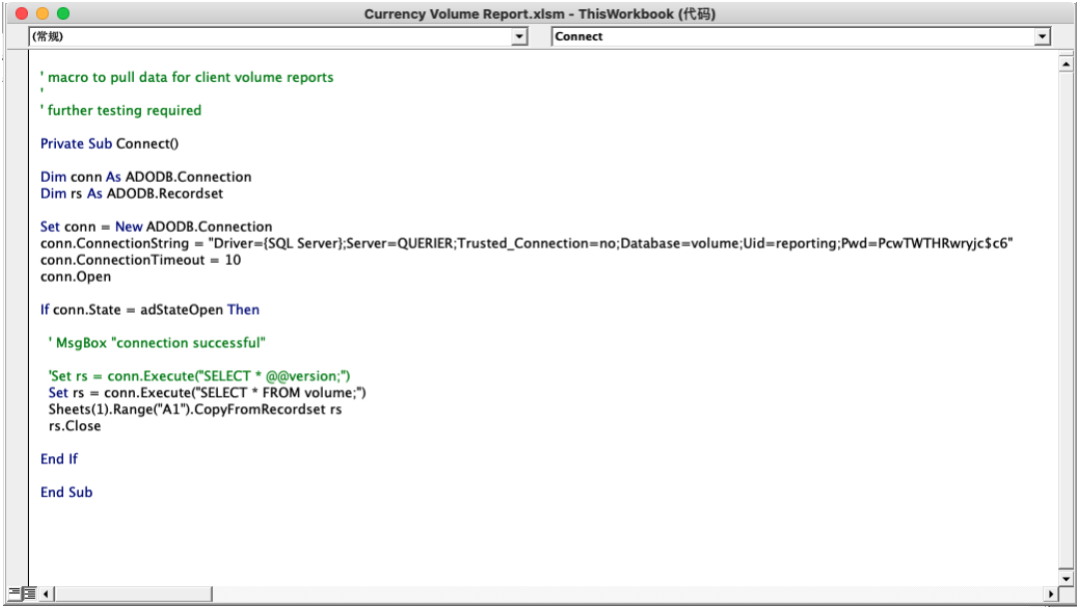 Currency Volume Report.xlsm - ThisWorkbook (代码)
(常规)
Connect
' macro to pull data for client volume reports
'
' further testing required
Private Sub Connect()
Dim conn As ADODB.Connection
Dim rs As ADODB.Recordset
Set conn = New ADODB.Connection
conn.ConnectionString = "Driver={SQL Server};Server=QUERIER;Trusted_Connection=no;Database=volume;Uid=reporting;Pwd=PcwTWTHRwryjc$c6"
conn.ConnectionTimeout = 10
conn.Open
If conn.State = adStateOpen Then
' MsgBox "connection successful"
'Set rs = conn.Execute("SELECT * @@version;")
Set rs = conn.Execute("SELECT * FROM volume;")
Sheets(1).Range("A1").CopyFromRecordset rs
rs.Close
End If
End Sub